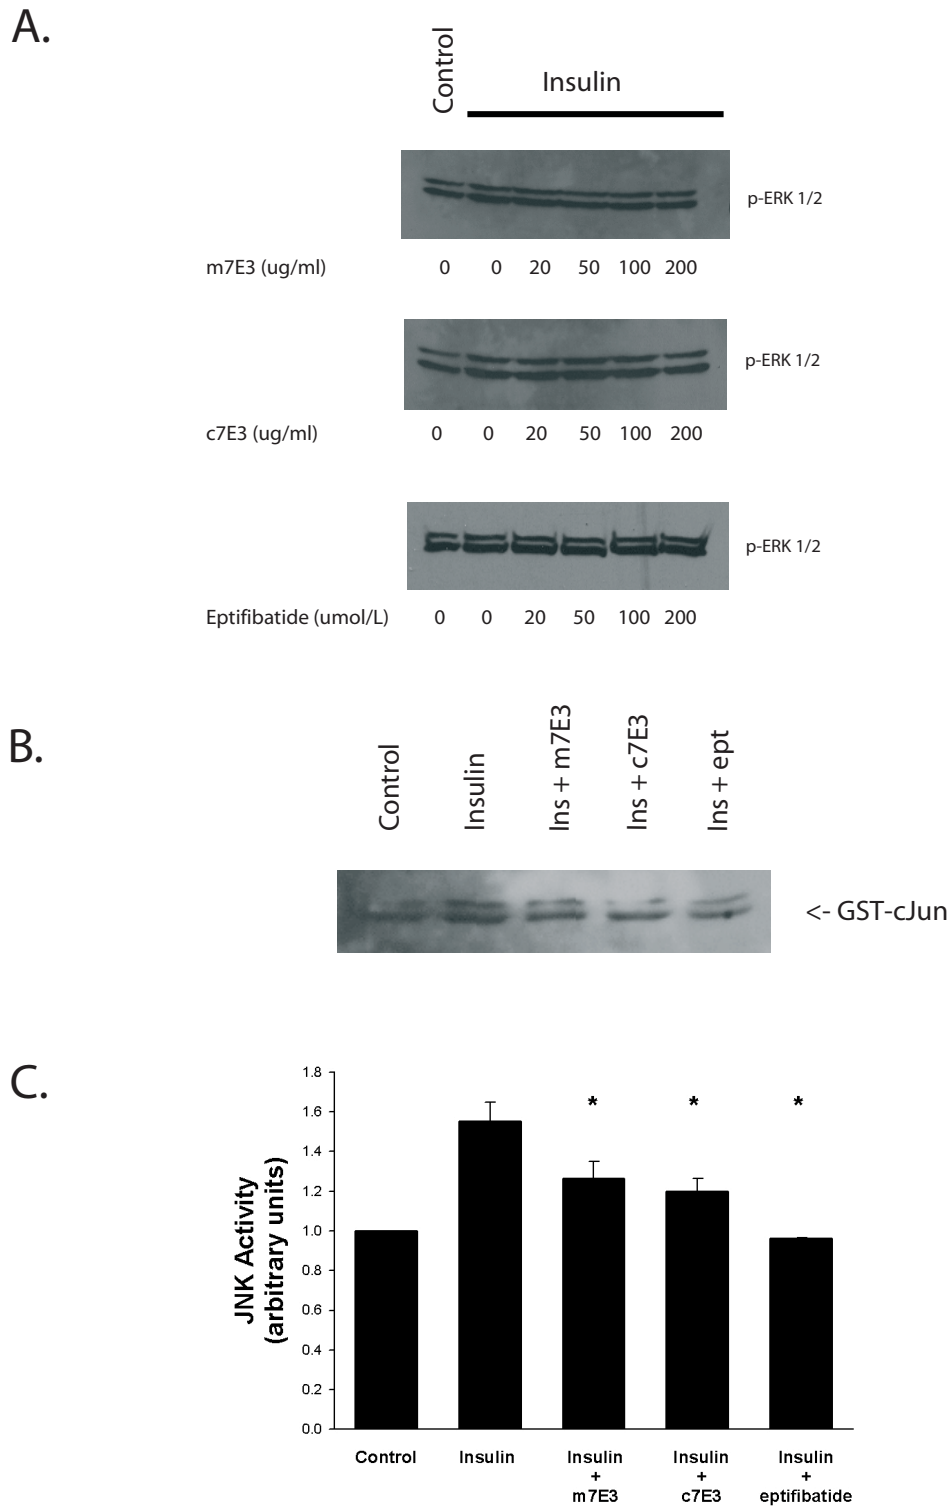 A.
Control
Insulin
p-ERK 1/2
m7E3 (ug/ml) 0 0 20 50 100 200
p-ERK 1/2
c7E3 (ug/ml) 0 0 20 50 100 200
p-ERK 1/2
Eptifibatide (umol/L) 0 0 20 50 100 200
B.
Control
Insulin
Ins + m7E3
Ins + c7E3
Ins + ept
<- GST-cJun
C.
JNK Activity
(arbitrary units)
1.8
* * *
1.6
1.4
1.2
1.0
0.8
0.6
0.4
0.2
0.0
Control
Insulin
Insulin
+
m7E3
Insulin
+
c7E3
Insulin
+
eptifibatide